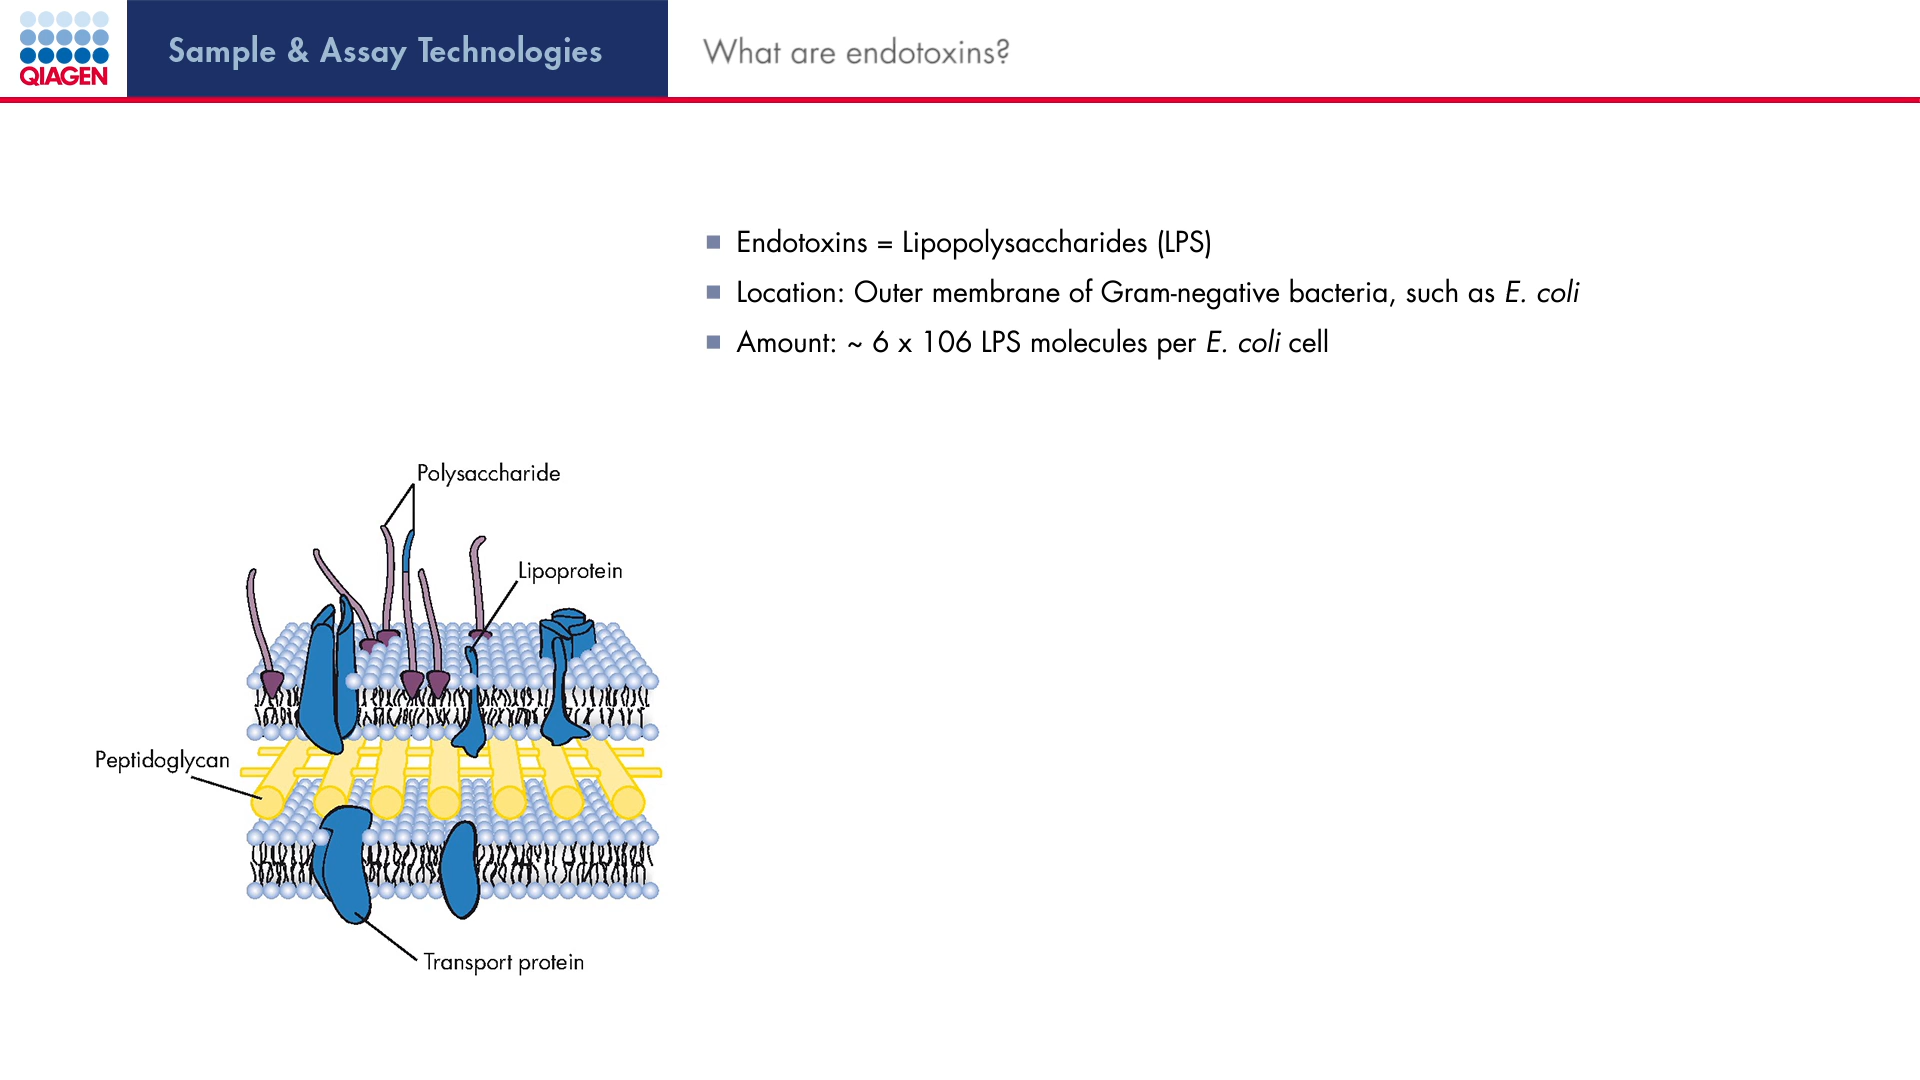 QIAGEN
Sample & Assay Technologies
What are endotoxins?
Endotoxins = Lipopolysaccharides (LPS)
Location: Outer membrane of Gram-negative bacteria, such as E. coli
Amount: ~ 6 x 106 LPS molecules per E. coli cell
Polysaccharide
Lipoprotein
Peptidoglycan
Transport protein